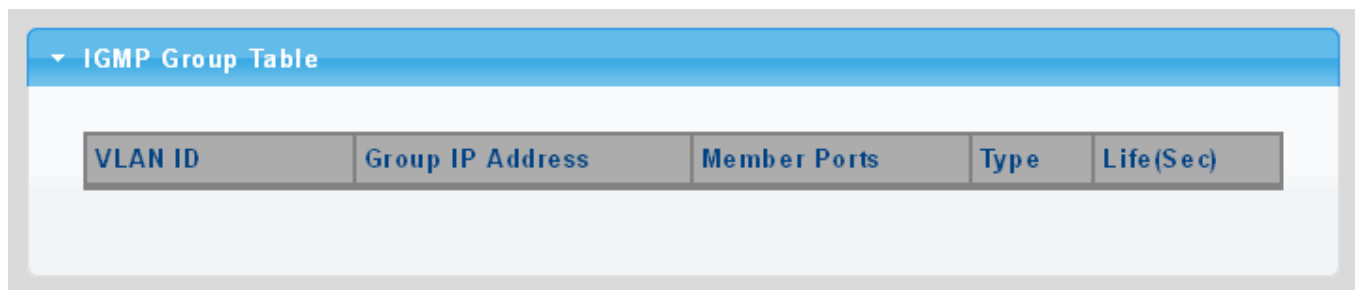 IGMP Group Table
VLAN ID Group IP Address Member Ports Type Life(Sec)